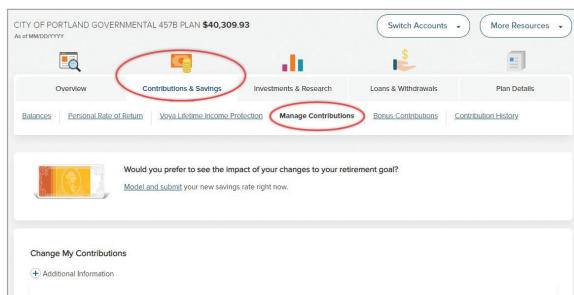 CITY OF PORTLAND GOVERNMENTAL 457B PLAN $40,309.93
As of MM/DD/YYYY
Switch Accounts
More Resources
Overview
Contributions & Savings
Investments & Research
Loans & Withdrawals
Plan Details
Balances
Personal Rate of Return
Voya Lifetime Income Protection
Manage Contributions
Bonus Contributions
Contribution History
Would you prefer to see the impact of your changes to your retirement goal?
Model and submit your new savings rate right now.
Change My Contributions
Additional Information